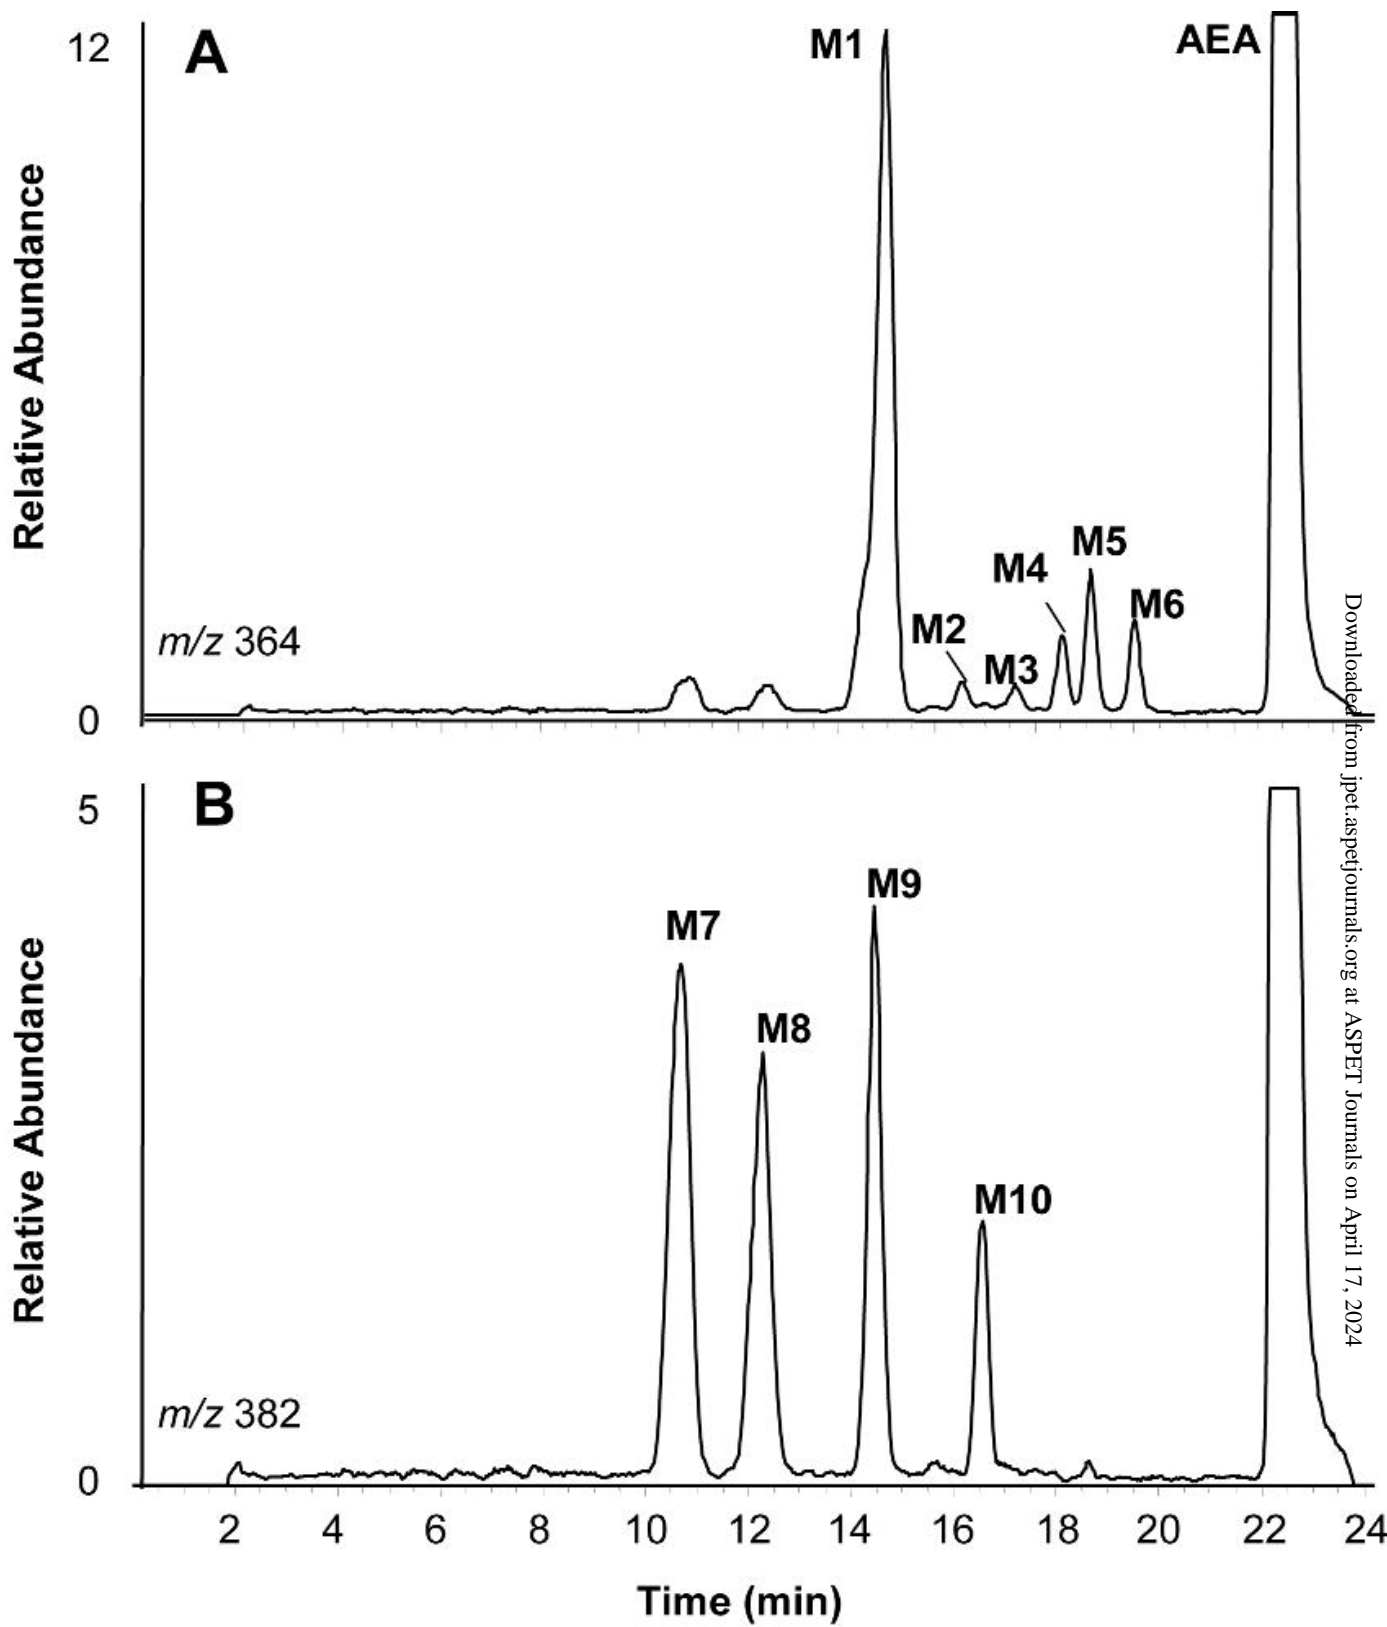 12
A
M1
AEA
Relative Abundance
M5
M4
M6
M2
M3
m/z 364
0
5
B
M9
M7
M8
Relative Abundance
M10
m/z 382
0
2 4 6 8 10 12 14 16 18 20 22 24
Time (min)
Downloaded from jpet.aspetjournals.org at ASPET Journals on April 17, 2024